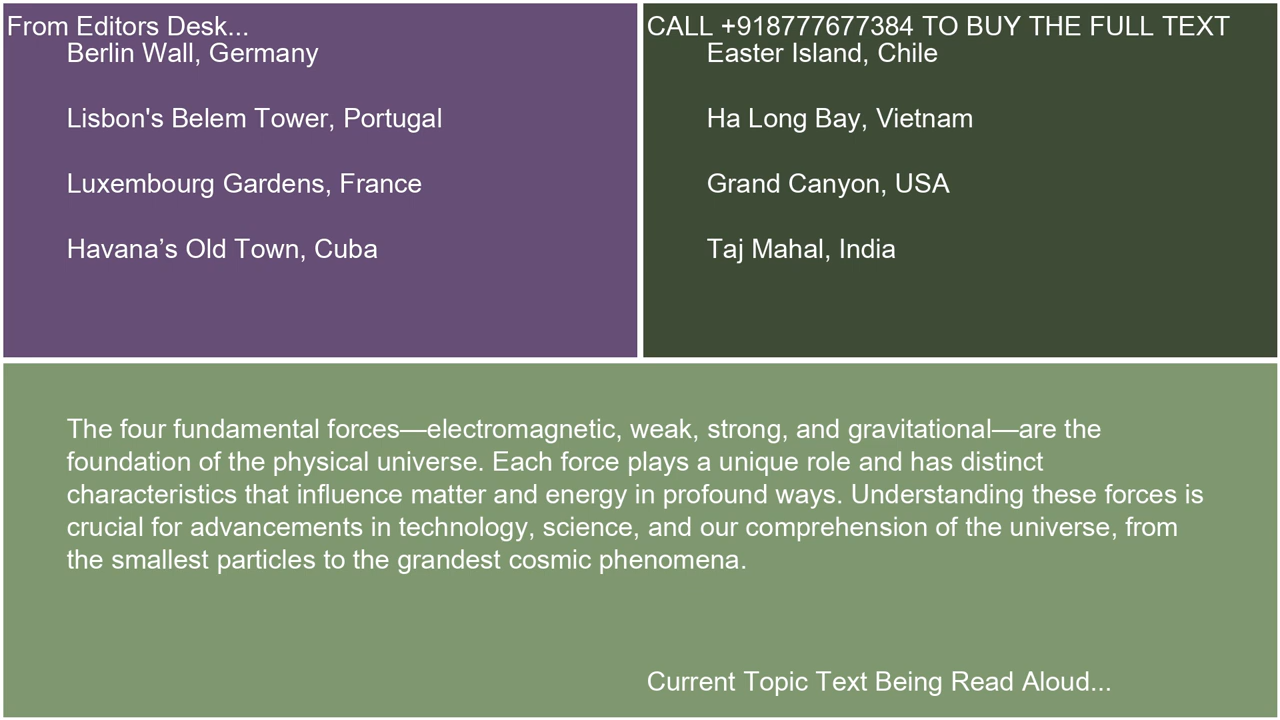 From Editors Desk...
Berlin Wall, Germany
Lisbon's Belem Tower, Portugal
Luxembourg Gardens, France
Havana’s Old Town, Cuba
CALL +918777677384 TO BUY THE FULL TEXT
Easter Island, Chile
Ha Long Bay, Vietnam
Grand Canyon, USA
Taj Mahal, India
The four fundamental forces—electromagnetic, weak, strong, and gravitational—are the
foundation of the physical universe. Each force plays a unique role and has distinct
characteristics that influence matter and energy in profound ways. Understanding these forces is
crucial for advancements in technology, science, and our comprehension of the universe, from
the smallest particles to the grandest cosmic phenomena.
Current Topic Text Being Read Aloud...